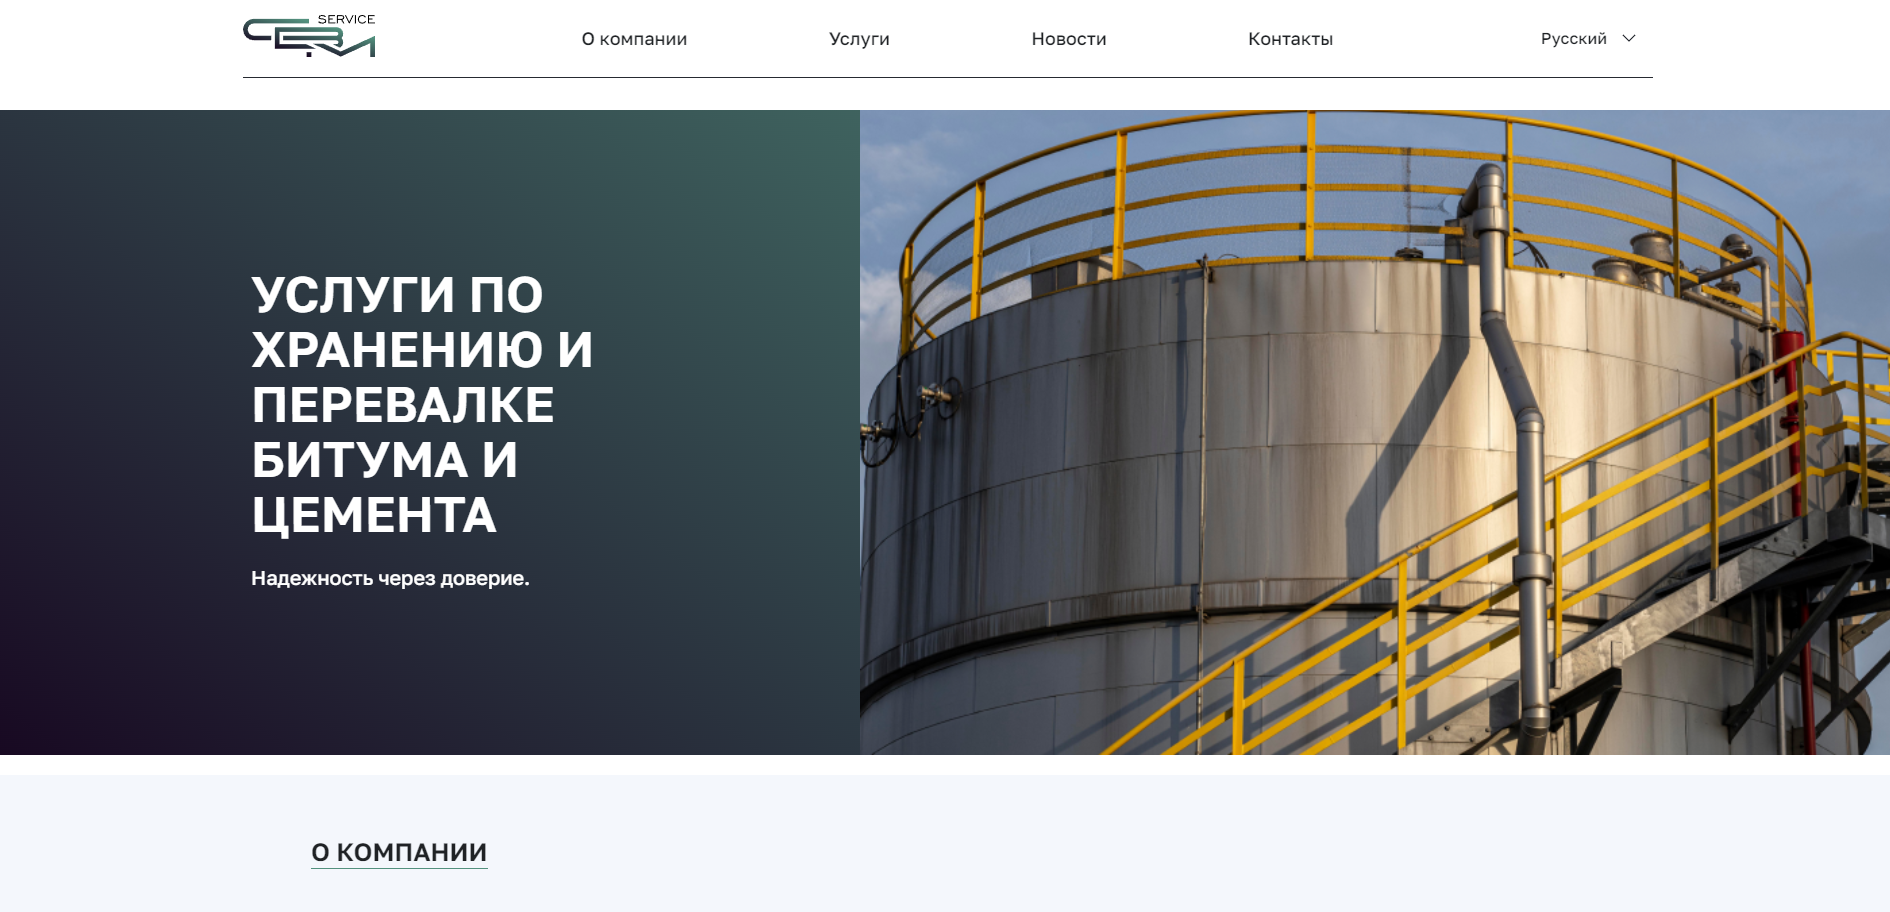 SERVICE
О компании
Услуги
Новости
Контакты
Русский
УСЛУГИ ПО
ХРАНЕНИЮ И
ПЕРЕВАЛКЕ
БИТУМА И
ЦЕМЕНТА
Надежность через доверие.
О КОМПАНИИ